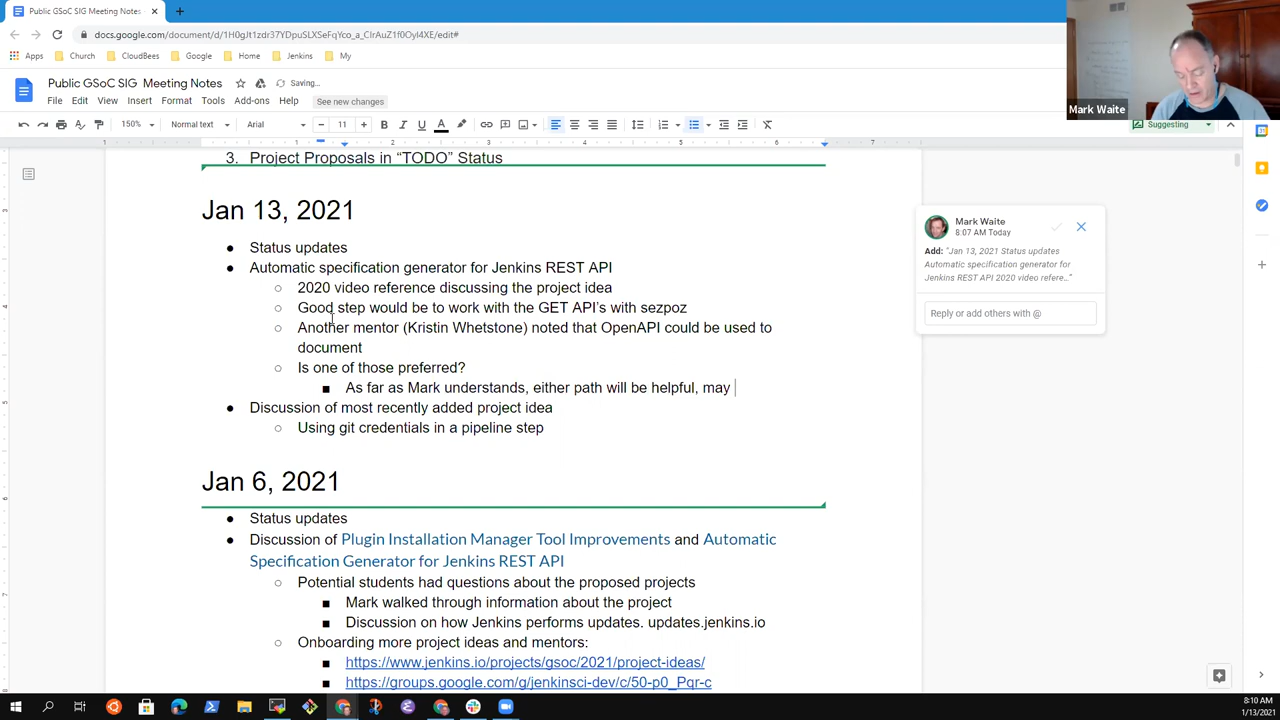 Public GSoC SIG Meeting Notes
docs.google.com/document/d/1H0gJt1zdr37YDpuSLXSeFqYco_a_ClrAuZ1f0OyI4XE/edit#
Apps Church CloudBees Google Home Jenkins My
Public GSoC SIG Meeting Notes Saving...
File Edit View Insert Format Tools Add-ons Help See new changes
150% Normal text Arial 11 Suggesting
Mark Waite
1 1 2 3 4 5 6 7
3. Project Proposals in “TODO” Status
Jan 13, 2021
● Status updates
● Automatic specification generator for Jenkins REST API
○ 2020 video reference discussing the project idea
○ Good step would be to work with the GET API’s with sezpoz
○ Another mentor (Kristin Whetstone) noted that OpenAPI could be used to
document
○ Is one of those preferred?
■ As far as Mark understands, either path will be helpful, may
● Discussion of most recently added project idea
○ Using git credentials in a pipeline step
Mark Waite
8:07 AM Today
Add: “Jan 13, 2021 Status updates
Automatic specification generator for
Jenkins REST API 2020 video refere...”
Reply or add others with @
Jan 6, 2021
● Status updates
● Discussion of Plugin Installation Manager Tool Improvements and Automatic
Specification Generator for Jenkins REST API
○ Potential students had questions about the proposed projects
■ Mark walked through information about the project
■ Discussion on how Jenkins performs updates. updates.jenkins.io
○ Onboarding more project ideas and mentors:
■ https://www.jenkins.io/projects/gsoc/2021/project-ideas/
■ https://groups.google.com/g/jenkinsci-dev/c/50-p0_Pqr-c
8:10 AM
1/13/2021